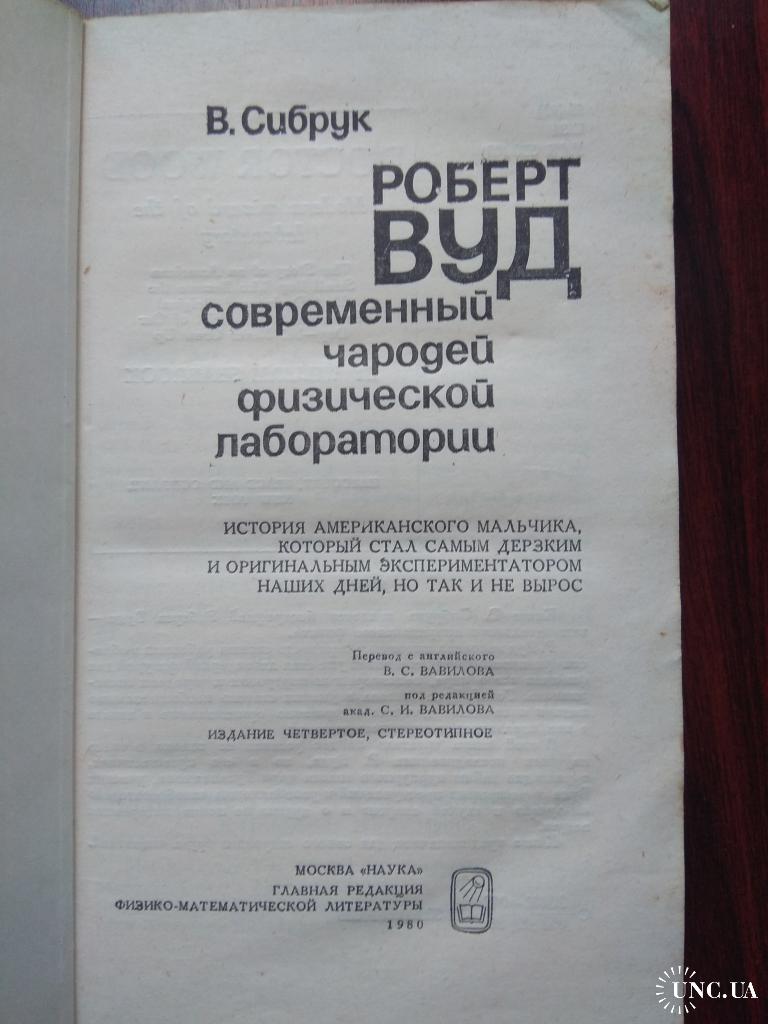 В. Сибрук
РОБЕРТ
ВУД
современный
чародей
физической
лаборатории
ИСТОРИЯ АМЕРИКАНСКОГО МАЛЬЧИКА,
КОТОРЫЙ СТАЛ САМЫМ ДЕРЗКИМ
И ОРИГИНАЛЬНЫМ ЭКСПЕРИМЕНТАТОРОМ
НАШИХ ДНЕЙ, НО ТАК И НЕ ВЫРОС
Перевод с английского
В. С. ВАВИЛОВА
под редакцией
акад. С. И. ВАВИЛОВА
ИЗДАНИЕ ЧЕТВЕРТОЕ, СТЕРЕОТИПНОЕ
МОСКВА «НАУКА»
ГЛАВНАЯ РЕДАКЦИЯ
ФИЗИКО-МАТЕМАТИЧЕСКОЙ ЛИТЕРАТУРЫ
1980
UNC.UA